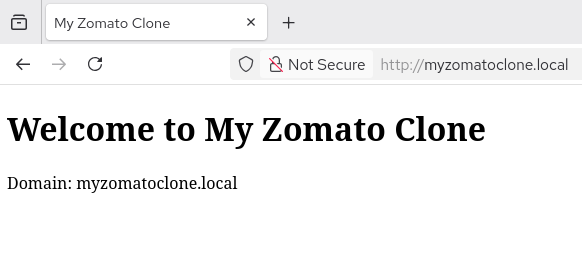 My Zomato Clone
Not Secure http://myzomatoclone.local
Welcome to My Zomato Clone
Domain: myzomatoclone.local